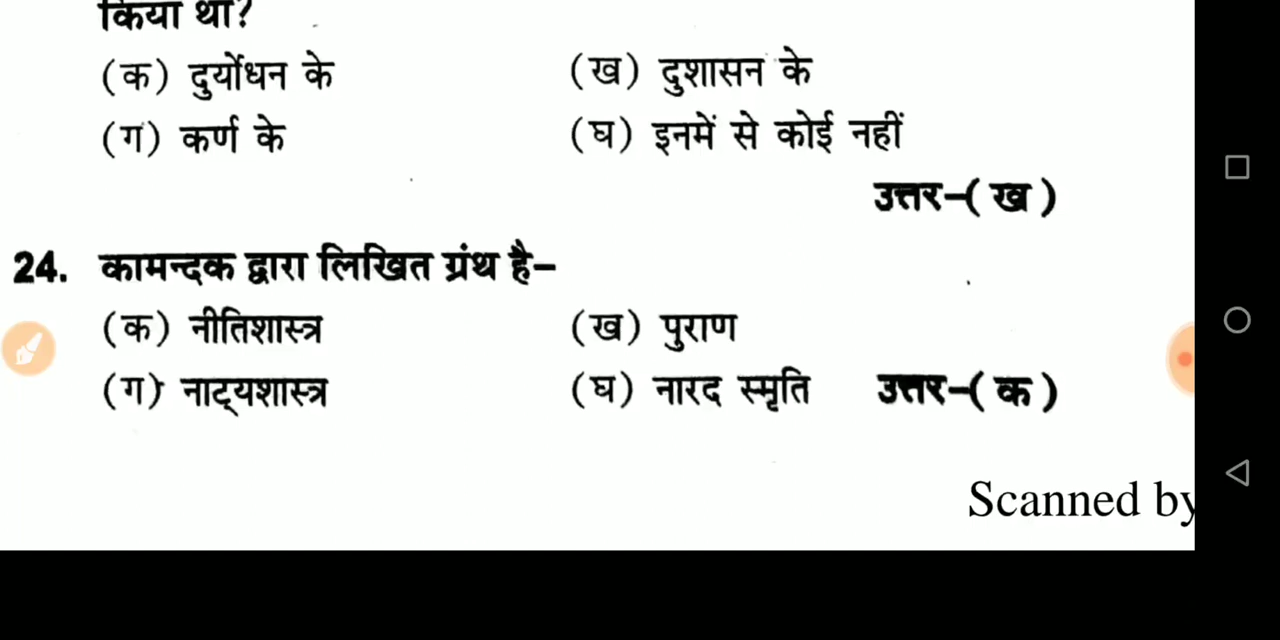 किया था?
(क) दुर्योधन के (ख) दुशासन के
(ग) कर्ण के (घ) इनमें से कोई नहीं
उत्तर–( ख )
24. कामन्दक द्वारा लिखित ग्रंथ है–
(क) नीतिशास्त्र (ख) पुराण
(ग) नाट्यशास्त्र (घ) नारद स्मृति उत्तर–( क )
Scanned by